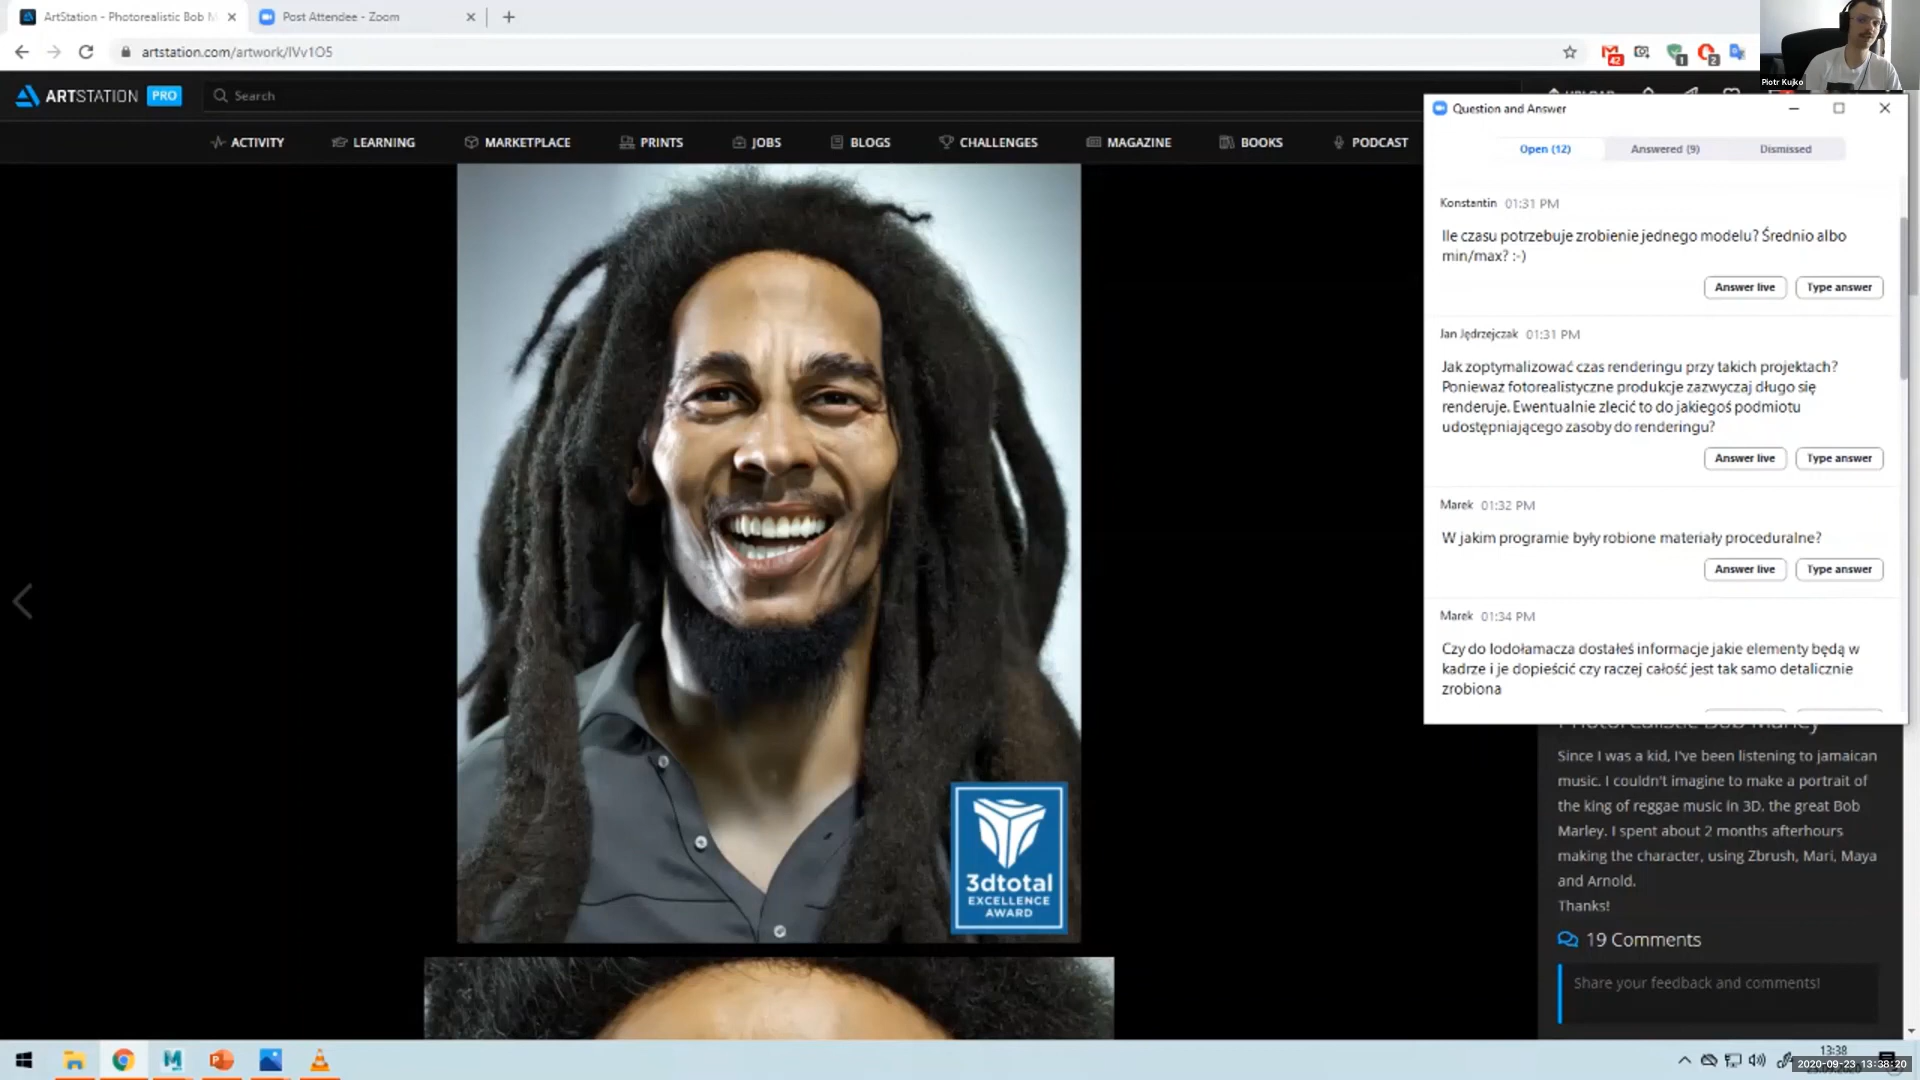 ArtStation - Photorealistic Bob M
Post Attendee - Zoom
artstation.com/artwork/lVv1O5
42
1
2
Piotr Kujko
ARTSTATION PRO
Search
UPLOAD
ACTIVITY
LEARNING
MARKETPLACE
PRINTS
JOBS
BLOGS
CHALLENGES
MAGAZINE
BOOKS
PODCAST
Question and Answer
Open (12)
Answered (9)
Dismissed
Konstantin 01:31 PM
Ile czasu potrzebuje zrobienie jednego modelu? Średnio albo
min/max? :-)
Answer live
Type answer
Jan Jędrzejczak 01:31 PM
Jak zoptymalizować czas renderingu przy takich projektach?
Ponieważ fotorealistyczne produkcje zazwyczaj długo się
renderuje. Ewentualnie zlecić to do jakiegoś podmiotu
udostępniającego zasoby do renderingu?
Answer live
Type answer
Marek 01:32 PM
W jakim programie były robione materiały proceduralne?
Answer live
Type answer
Marek 01:34 PM
Czy do lodołamacza dostałeś informacje jakie elementy będą w
kadrze i je dopieścić czy raczej całość jest tak samo detalicznie
zrobiona
Photorealistic Bob Marley
Since I was a kid, I've been listening to jamaican
music. I couldn't imagine to make a portrait of
the king of reggae music in 3D. the great Bob
Marley. I spent about 2 months afterhours
making the character, using Zbrush, Mari, Maya
and Arnold.
Thanks!
19 Comments
Share your feedback and comments!
3dtotal
EXCELLENCE
AWARD
13:38
2020-09-23 13:38:20